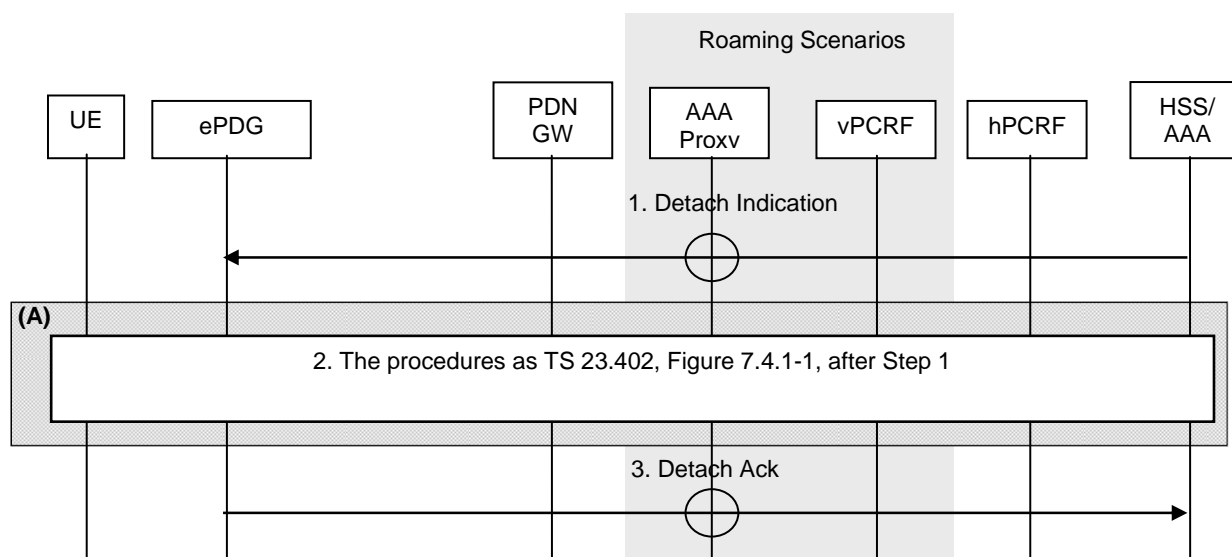 Roaming Scenarios
UE
ePDG
PDN
GW
AAA
Proxv
vPCRF
hPCRF
HSS/
AAA
1. Detach Indication
(A)
2. The procedures as TS 23.402, Figure 7.4.1-1, after Step 1
3. Detach Ack